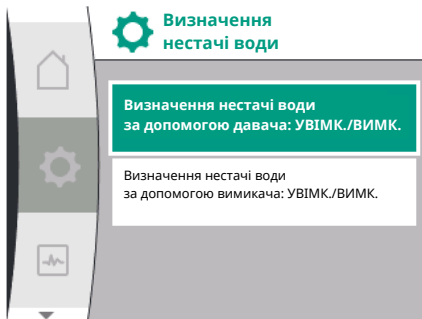 Визначення
нестачі води
Визначення нестачі води
за допомогою давача: УВІМК./ВИМК.
Визначення нестачі води
за допомогою вимикача: УВІМК./ВИМК.